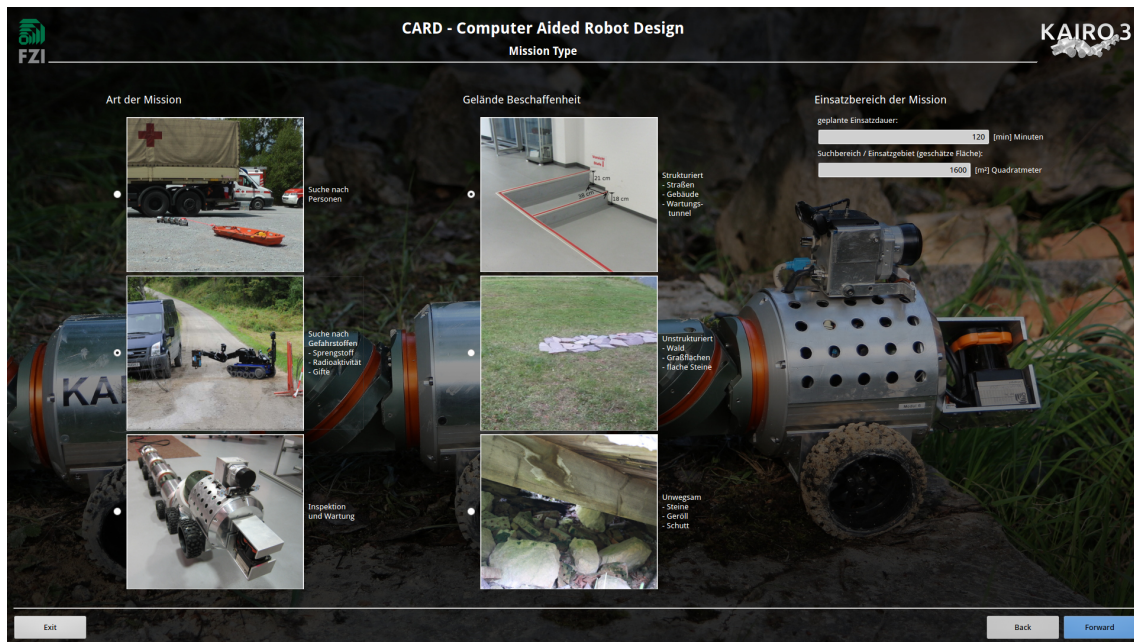 CARD - Computer Aided Robot Design
Mission Type
FZI
KAIRO 3
Art der Mission
Suche nach
Personen
Suche nach
Gefahrstoffen
- Sprengstoff
- Radioaktivität
- Gifte
Inspektion
und Wartung
Gelände Beschaffenheit
21 cm
38 cm
18 cm
Strukturiert
- Straßen
- Gebäude
- Wartungs-
tunnel
Unstrukturiert
- Wald
- Graßflächen
- flache Steine
Unwegsam
- Steine
- Geröll
- Schutt
Einsatzbereich der Mission
geplante Einsatzdauer:
120 [min] Minuten
Suchbereich / Einsatzgebiet (geschätze Fläche):
1600 [m²] Quadratmeter
KAI
Exit
Back
Forward